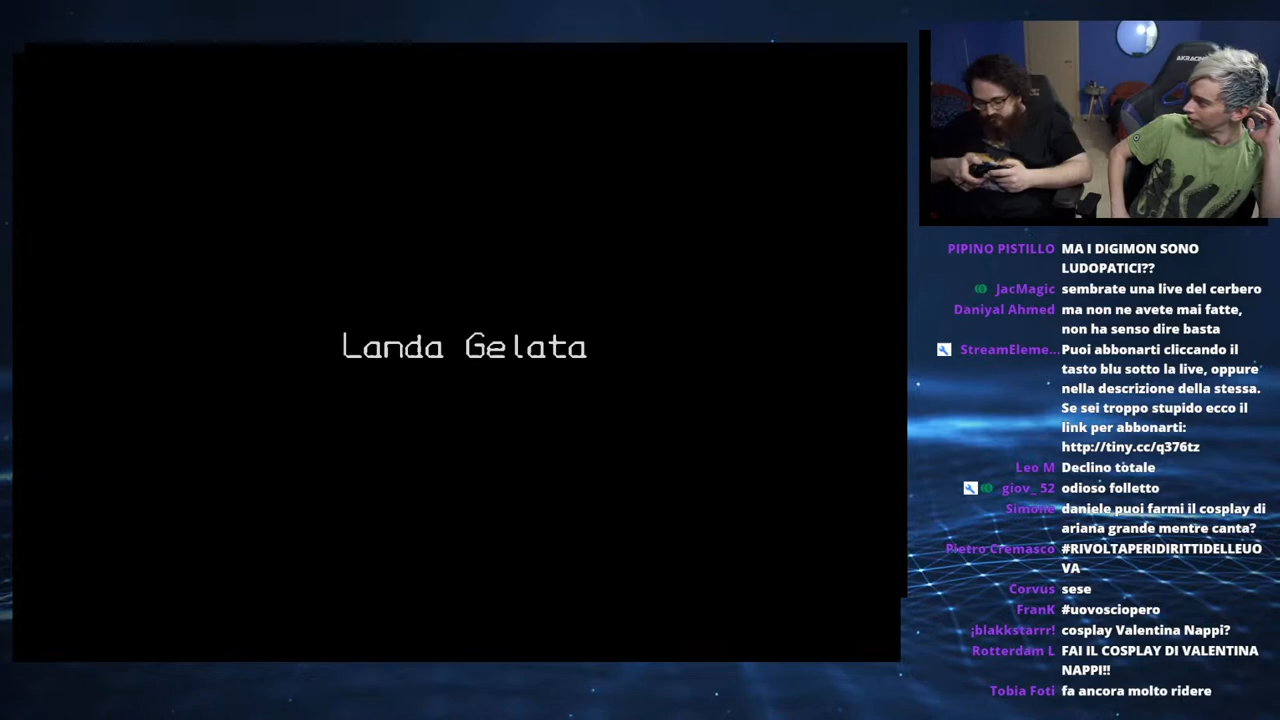 Landa Gelata
AKRACING
PIPINO PISTILLO MA I DIGIMON SONO
LUDOPATICI??
JacMagic sembrate una live del cerbero
Daniyal Ahmed ma non ne avete mai fatte,
non ha senso dire basta
StreamEleme... Puoi abbonarti cliccando il
tasto blu sotto la live, oppure
nella descrizione della stessa.
Se sei troppo stupido ecco il
link per abbonarti:
http://tiny.cc/q376tz
Leo M Declino totale
giov_ 52 odioso folletto
Simone daniele puoi farmi il cosplay di
ariana grande mentre canta?
Pietro Cremasco #RIVOLTAPERIDIRITTIDELLEUO
VA
Corvus sese
FranK #uovosciopero
¡blakkstarrr! cosplay Valentina Nappi?
Rotterdam L FAI IL COSPLAY DI VALENTINA
NAPPI!!
Tobia Foti fa ancora molto ridere